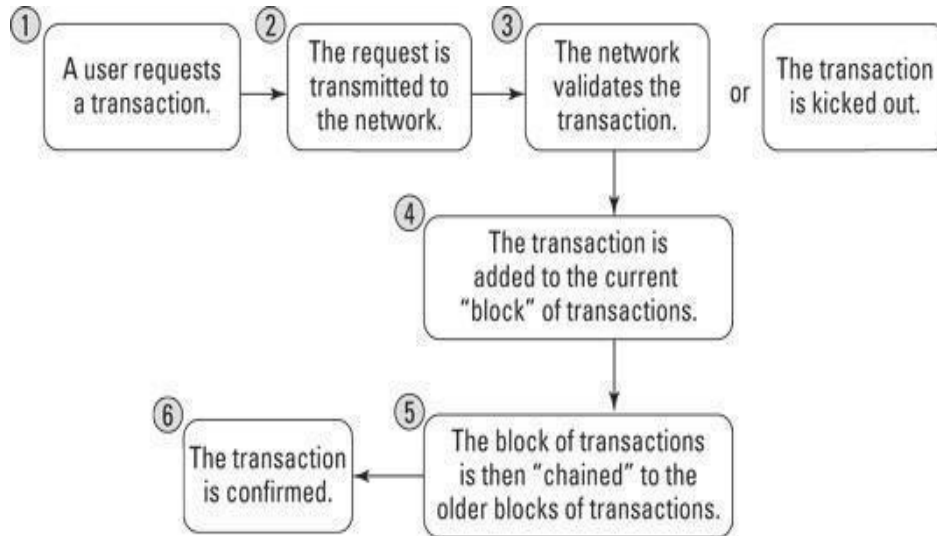 1
A user requests
a transaction.
2
The request is
transmitted to
the network.
3
The network
validates the
transaction.
or
The transaction
is kicked out.
4
The transaction is
added to the current
“block” of transactions.
5
The block of transactions
is then “chained” to the
older blocks of transactions.
6
The transaction
is confirmed.